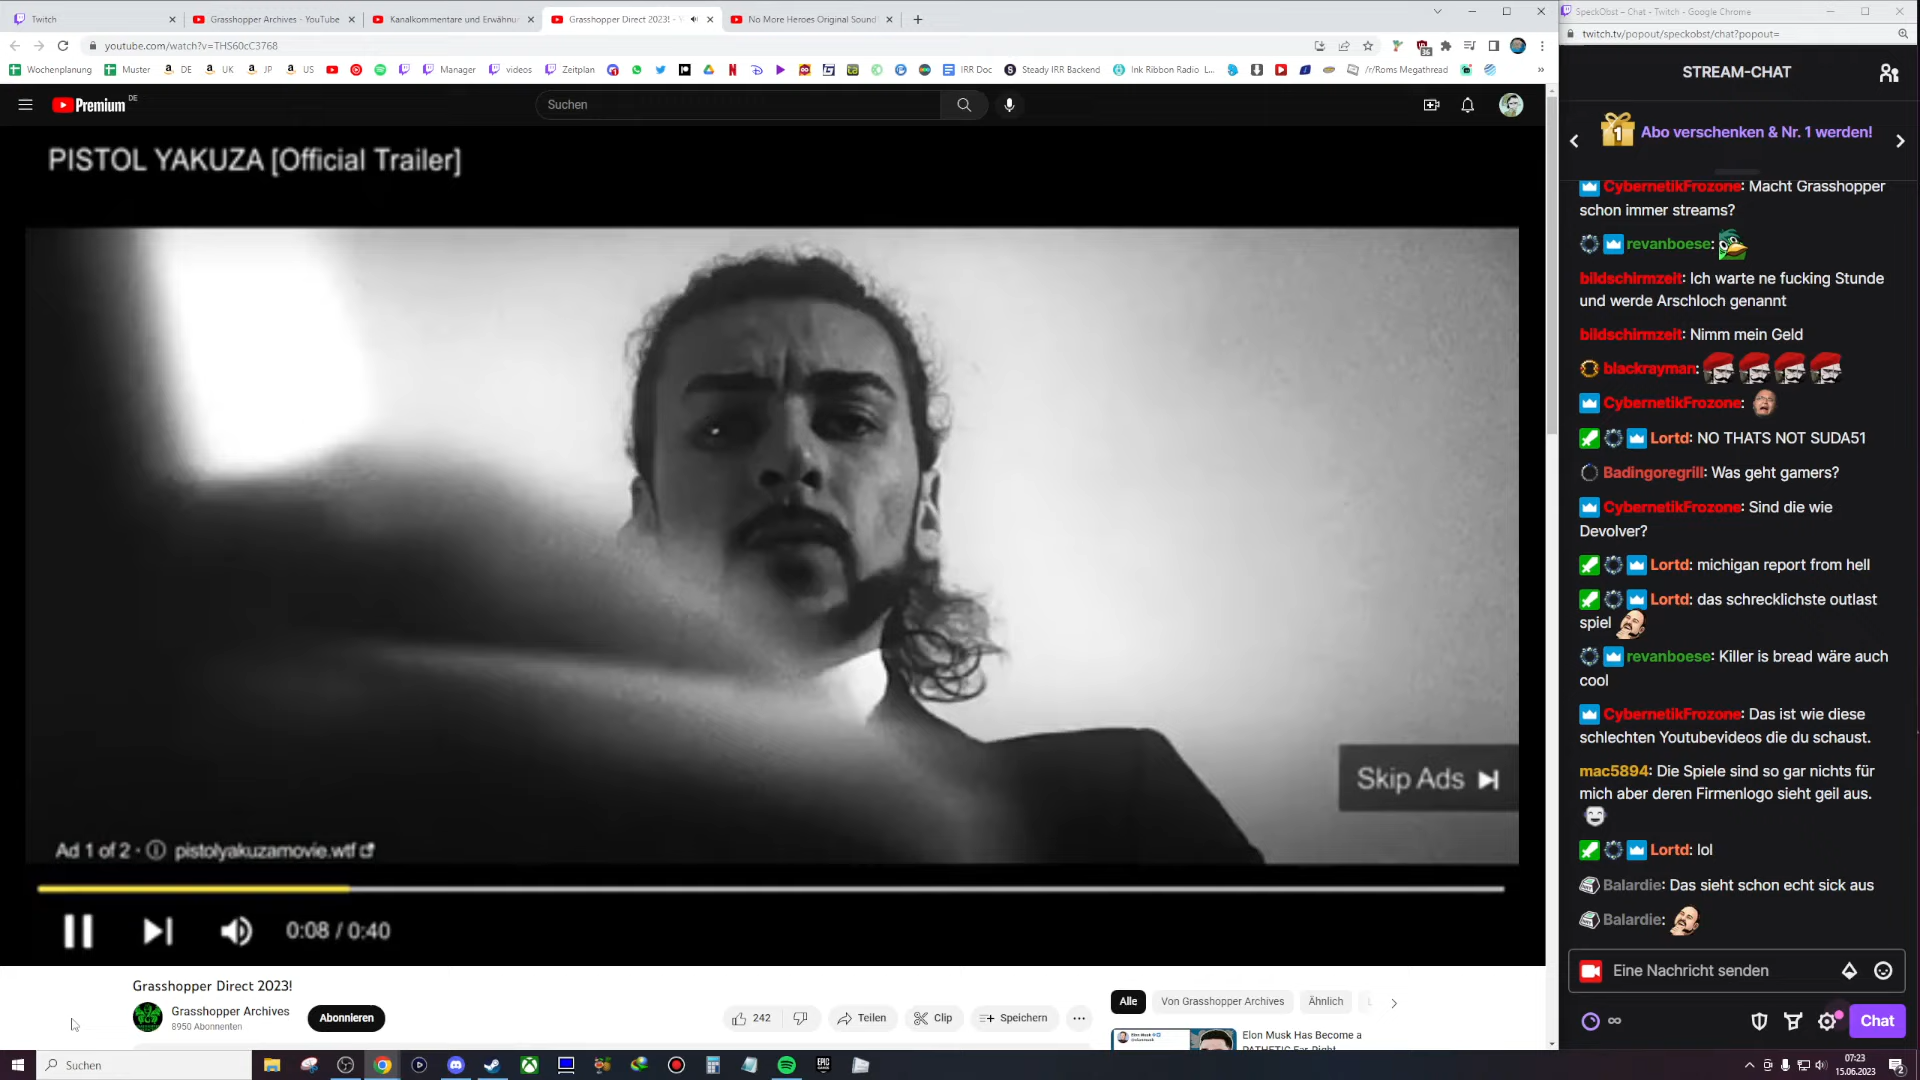 Twitch
Grasshopper Archives - YouTube
Kanalkommentare und Erwähnun
Grasshopper Direct 2023! - Y
No More Heroes Original Sound
youtube.com/watch?v=THS60cC3768
Wochenplanung
Muster
DE
UK
JP
US
Manager
videos
Zeitplan
IRR Doc
Steady IRR Backend
Ink Ribbon Radio L...
/r/Roms Megathread
Premium DE
Suchen
PISTOL YAKUZA [Official Trailer]
Skip Ads
Ad 1 of 2 · pistolyakuzamovie.wtf
0:08 / 0:40
Grasshopper Direct 2023!
Grasshopper Archives
8950 Abonnenten
Abonnieren
242
Teilen
Clip
Speichern
Alle
Von Grasshopper Archives
Ähnlich
Elon Musk Has Become a
PATHETIC Far-Right
SpeckObst – Chat - Twitch - Google Chrome
twitch.tv/popout/speckobst/chat?popout=
STREAM-CHAT
1
Abo verschenken & Nr. 1 werden!
CybernetikFrozone: Macht Grasshopper
schon immer streams?
revanboese:
bildschirmzeit: Ich warte ne fucking Stunde
und werde Arschloch genannt
bildschirmzeit: Nimm mein Geld
blackrayman:
CybernetikFrozone:
Lortd: NO THATS NOT SUDA51
Badingoregrill: Was geht gamers?
CybernetikFrozone: Sind die wie
Devolver?
Lortd: michigan report from hell
Lortd: das schrecklichste outlast
spiel
revanboese: Killer is bread wäre auch
cool
CybernetikFrozone: Das ist wie diese
schlechten Youtubevideos die du schaust.
mac5894: Die Spiele sind so gar nichts für
mich aber deren Firmenlogo sieht geil aus.
Lortd: lol
Balardie: Das sieht schon echt sick aus
Balardie:
Eine Nachricht senden
Chat
Suchen
07:23
15.06.2023